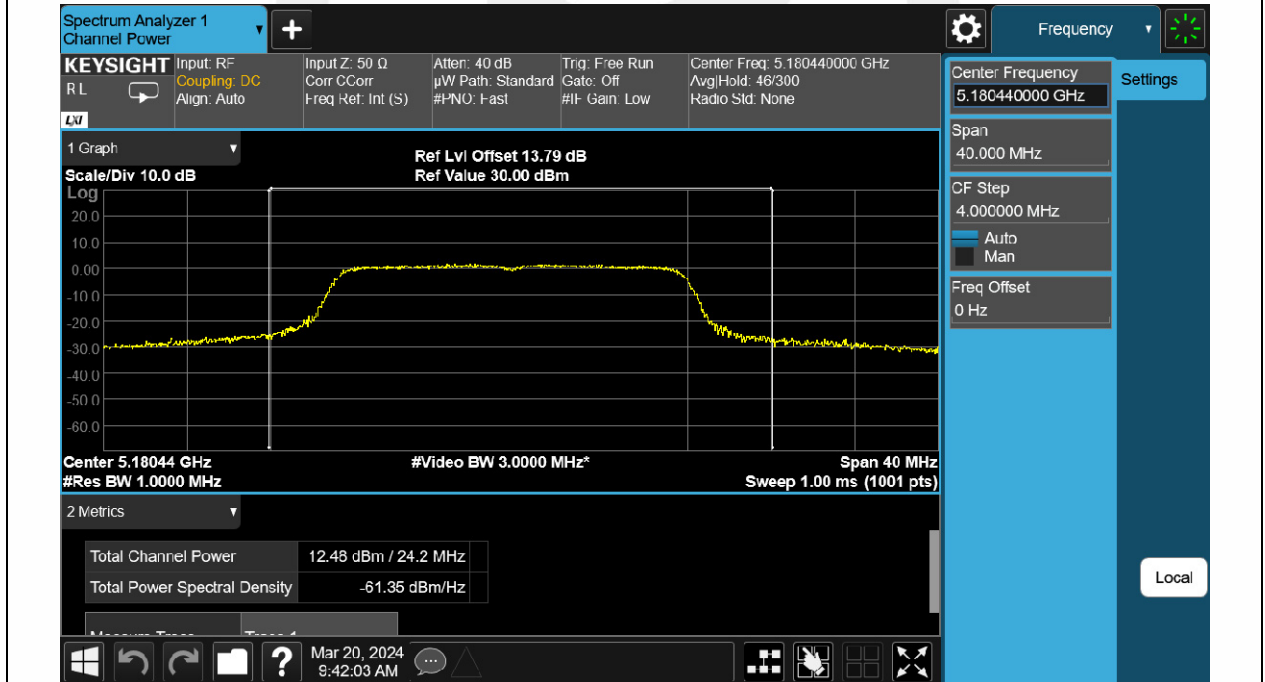 Spectrum Analyzer 1
Channel Power
Frequency
KEYSIGHT
RL
LXI
Input: RF
Coupling: DC
Align: Auto
Input Z: 50 Ω
Corr CCorr
Freq Ref: Int (S)
Atten: 40 dB
µW Path: Standard
#PNO: Fast
Trig: Free Run
Gate: Off
#IF Gain: Low
Center Freq: 5.180440000 GHz
Avg|Hold: 46/300
Radio Std: None
Center Frequency
5.180440000 GHz
Settings
Span
40.000 MHz
CF Step
4.000000 MHz
Auto
Man
Freq Offset
0 Hz
Local
1 Graph
Scale/Div 10.0 dB
Ref Lvl Offset 13.79 dB
Ref Value 30.00 dBm
Log
20.0
10.0
0.00
-10.0
-20.0
-30.0
-40.0
-50.0
-60.0
Center 5.18044 GHz
#Video BW 3.0000 MHz*
Span 40 MHz
#Res BW 1.0000 MHz
Sweep 1.00 ms (1001 pts)
2 Metrics
Total Channel Power 12.48 dBm / 24.2 MHz
Total Power Spectral Density -61.35 dBm/Hz
Mar 20, 2024
9:42:03 AM